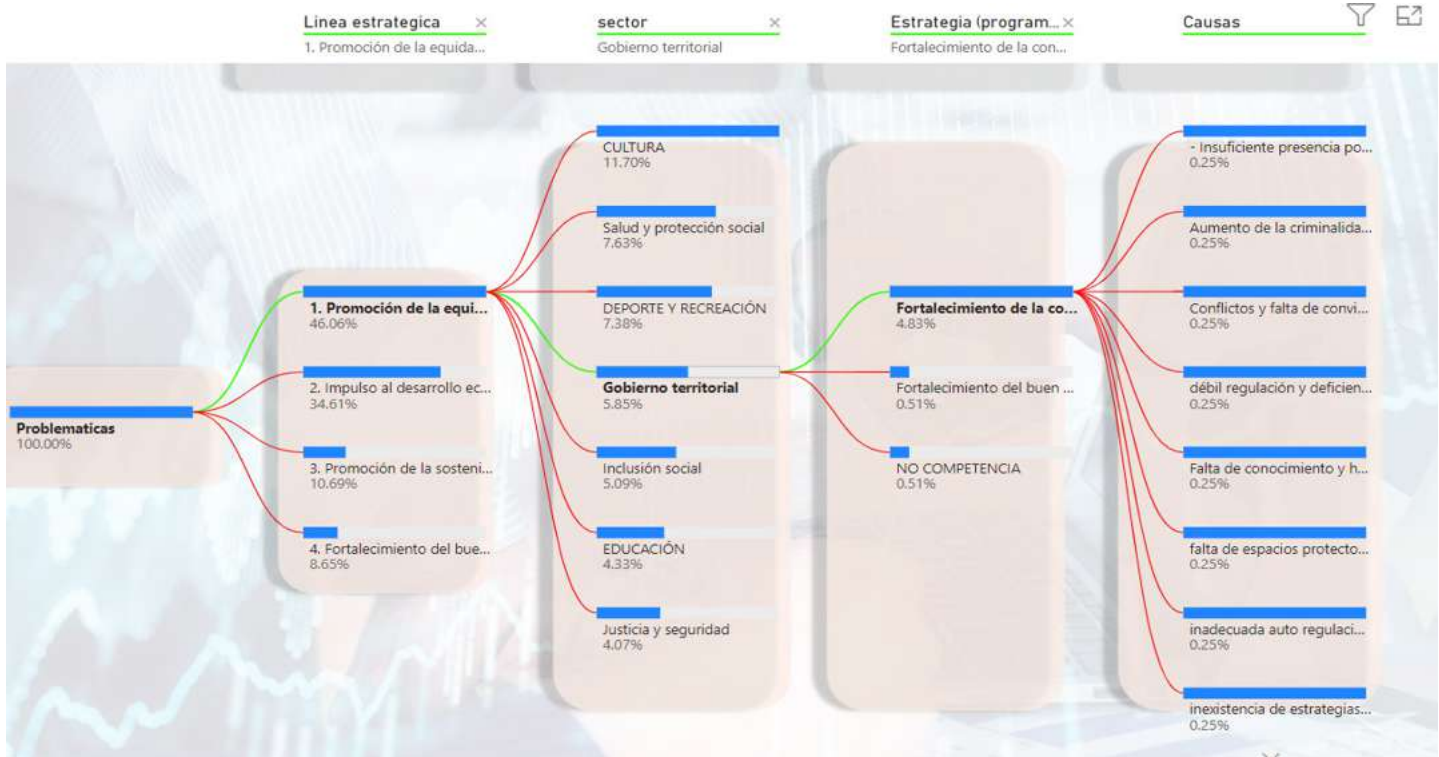 Linea estrategica
1. Promoción de la equida...
sector
Gobierno territorial
Estrategia (program...
Fortalecimiento de la con...
Causas
Problematicas
100.00%
1. Promoción de la equi...
46.06%
2. Impulso al desarrollo ec...
34.61%
3. Promoción de la sosteni...
10.69%
4. Fortalecimiento del bue...
8.65%
CULTURA
11.70%
Salud y protección social
7.63%
DEPORTE Y RECREACIÓN
7.38%
Gobierno territorial
5.85%
Inclusión social
5.09%
EDUCACIÓN
4.33%
Justicia y seguridad
4.07%
Fortalecimiento de la co...
4.83%
Fortalecimiento del buen ...
0.51%
NO COMPETENCIA
0.51%
- Insuficiente presencia po...
0.25%
Aumento de la criminalida...
0.25%
Conflictos y falta de convi...
0.25%
débil regulación y deficien...
0.25%
Falta de conocimiento y h...
0.25%
falta de espacios protecto...
0.25%
inadecuada auto regulaci...
0.25%
inexistencia de estrategias...
0.25%